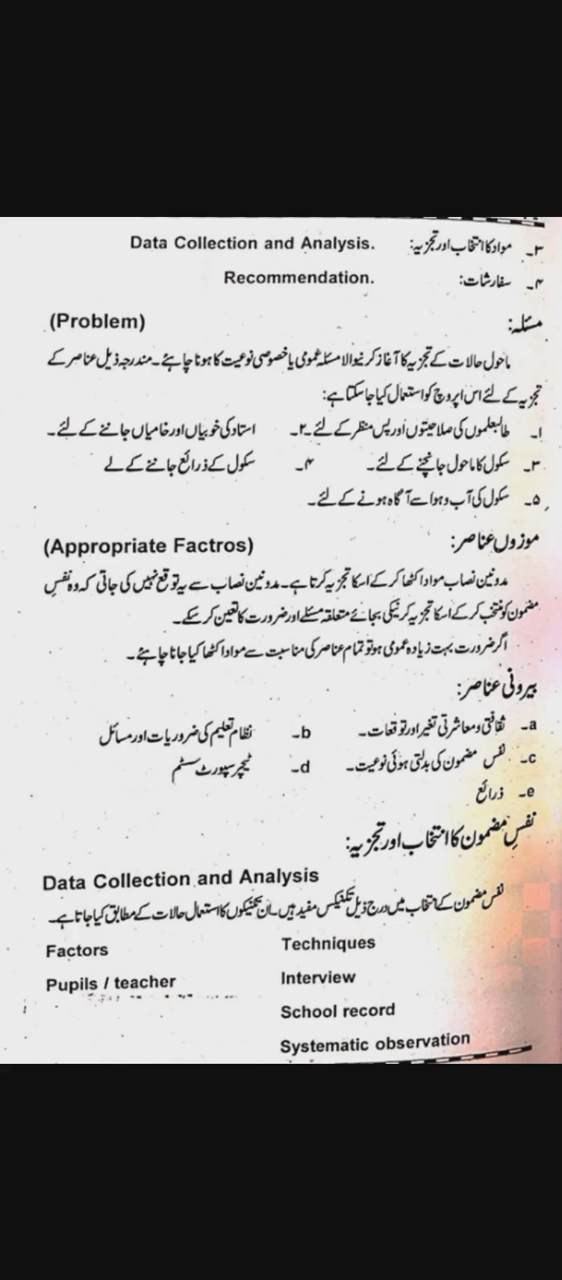 ۳۔ مواد کا انتخاب اور تجزیہ: Data Collection and Analysis.
۴۔ سفارشات: Recommendation.
مسئلہ: (Problem)
ماحول حالات کے تجزیہ کا آغاز کرنیوالا مسئلہ عمومی یا خصوصی نوعیت کا ہونا چاہئے۔ مندرجہ ذیل عناصر کے
تجزیہ کے لئے اس اپروچ کو استعمال کیا جا سکتا ہے:
۱۔ طالبعلموں کی صلاحیتوں اور پس منظر کے لئے ۲۔ استاد کی خوبیاں اور خامیاں جاننے کے لئے۔
۳۔ سکول کا ماحول جانچنے کے لئے۔ ۴۔ سکول کے ذرائع جاننے کے لے
۵۔ سکول کی آب و ہوا سے آگاہ ہونے کے لئے۔
موزوں عناصر: (Appropriate Factros)
مدونین نصاب مواد اکٹھا کر کے اسکا تجزیہ کرتا ہے۔ مدونین نصاب سے یہ توقع نہیں کی جاتی کہ وہ نفسِ
مضمون کو منتخب کر کے اسکا تجزیہ کرنیکی بجائے متعلقہ مسئلے اور ضرورت کا تعین کر سکے۔
اگر ضرورت بہت زیادہ عمومی ہو تو تمام عناصر کی مناسبت سے مواد اکٹھا کیا جانا چاہئے۔
بیرونی عناصر:
a۔ ثقافتی و معاشرتی تغیر اور توقعات۔ b۔ نظام تعلیم کی ضروریات اور مسائل
c۔ نفس مضمون کی بدلتی ہوئی نوعیت۔ d۔ ٹیچر سپورٹ سسٹم
e۔ ذرائع
نفسِ مضمون کا انتخاب اور تجزیہ:
Data Collection and Analysis
نفس مضمون کے انتخاب میں درج ذیل تکنیکس مفید ہیں۔ ان تکنیکوں کا استعمال حالات کے مطابق کیا جاتا ہے۔
Factors Techniques
Pupils / teacher Interview
School record
Systematic observation